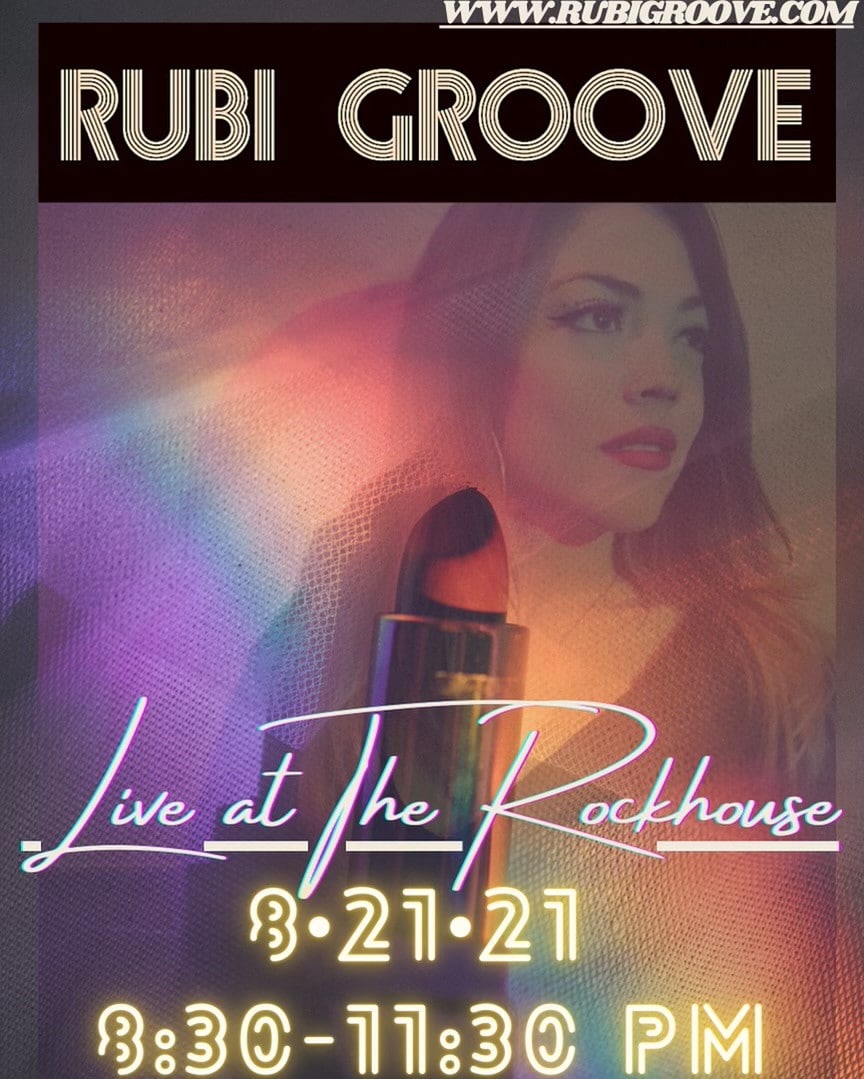 WWW.RUBIGROOVE.COM
RUBI GROOVE
Live at The Rockhouse
8•21•21
8:30-11:30 PM